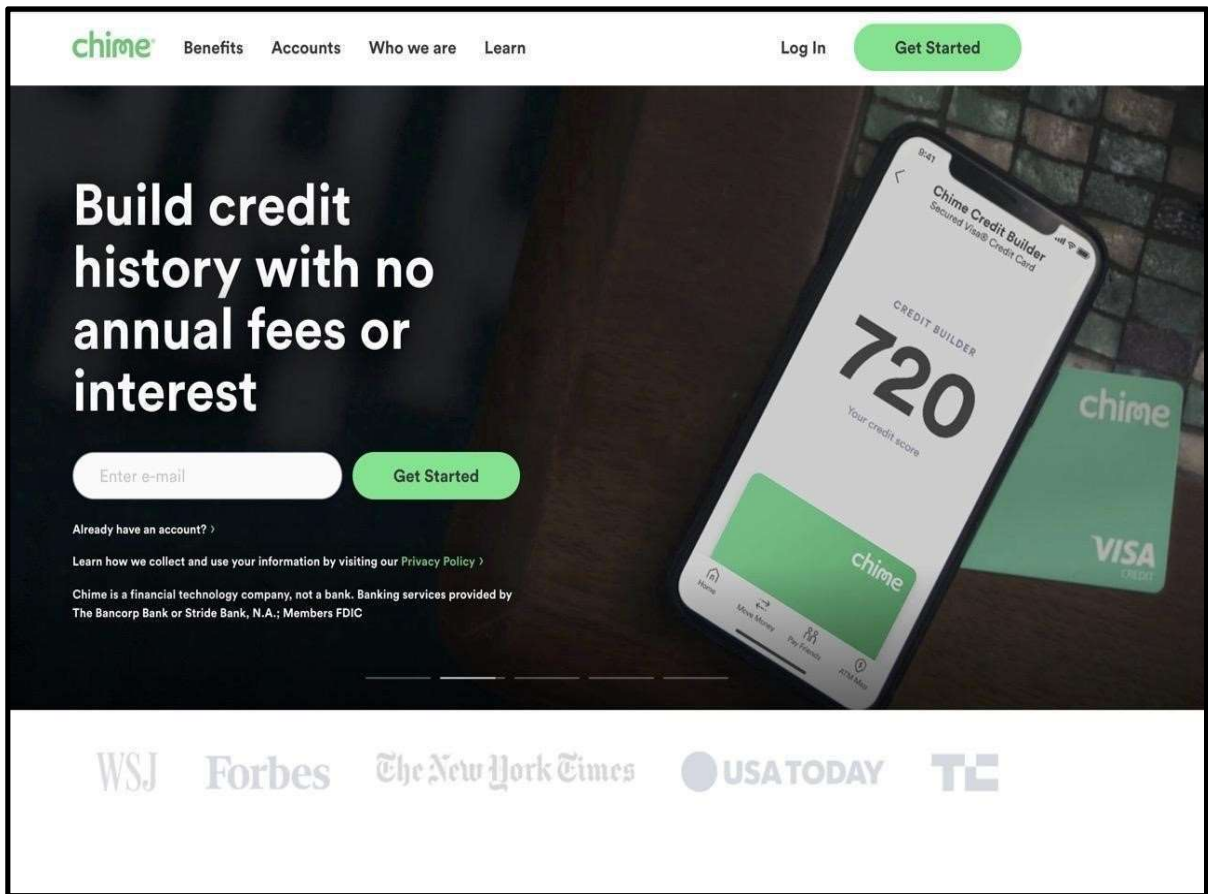 chime
Benefits Accounts Who we are Learn
Log In
Get Started
Build credit
history with no
annual fees or
interest
Enter e-mail
Get Started
Already have an account? >
Learn how we collect and use your information by visiting our Privacy Policy >
Chime is a financial technology company, not a bank. Banking services provided by
The Bancorp Bank or Stride Bank, N.A.; Members FDIC
9:41
Chime Credit Builder
Secured Visa® Credit Card
CREDIT BUILDER
720
Your credit score
chime
Home
Move Money
Pay Friends
ATM Map
chime
VISA
CREDIT
WSJ Forbes The New York Times USA TODAY TC